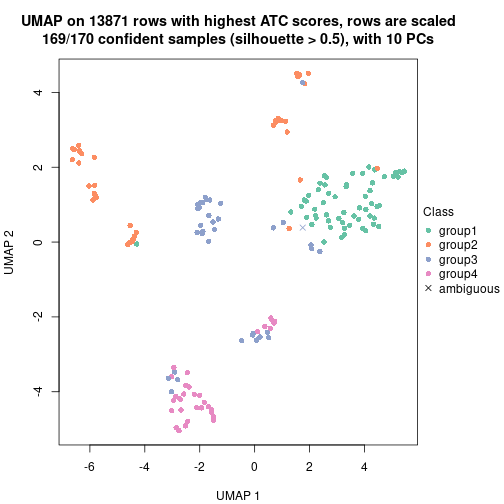 UMAP on 13871 rows with highest ATC scores, rows are scaled
169/170 confident samples (silhouette > 0.5), with 10 PCs
4
2
0
-2
-4
UMAP 2
-6
-4
-2
0
2
4
UMAP 1
Class
group1
group2
group3
group4
ambiguous